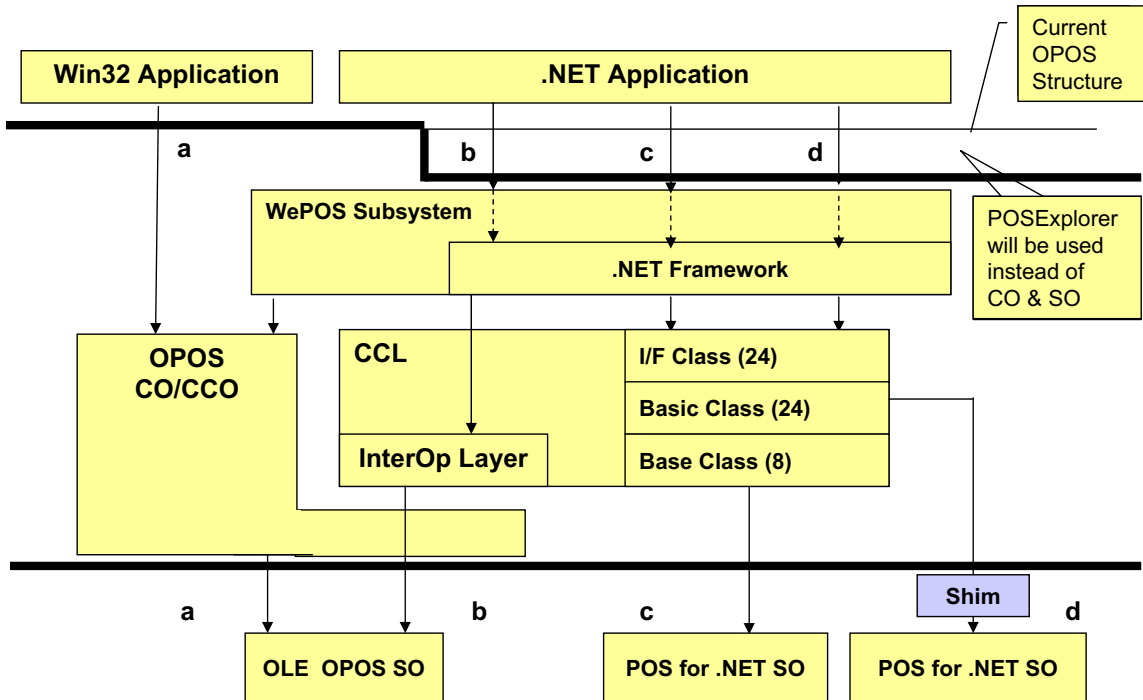 Current
OPOS
Structure
Win32 Application
.NET Application
a
b
c
d
WePOS Subsystem
.NET Framework
POSExplorer
will be used
instead of
CO & SO
OPOS
CO/CCO
CCL
I/F Class (24)
Basic Class (24)
InterOp Layer
Base Class (8)
a
b
c
Shim
d
OLE OPOS SO
POS for .NET SO
POS for .NET SO